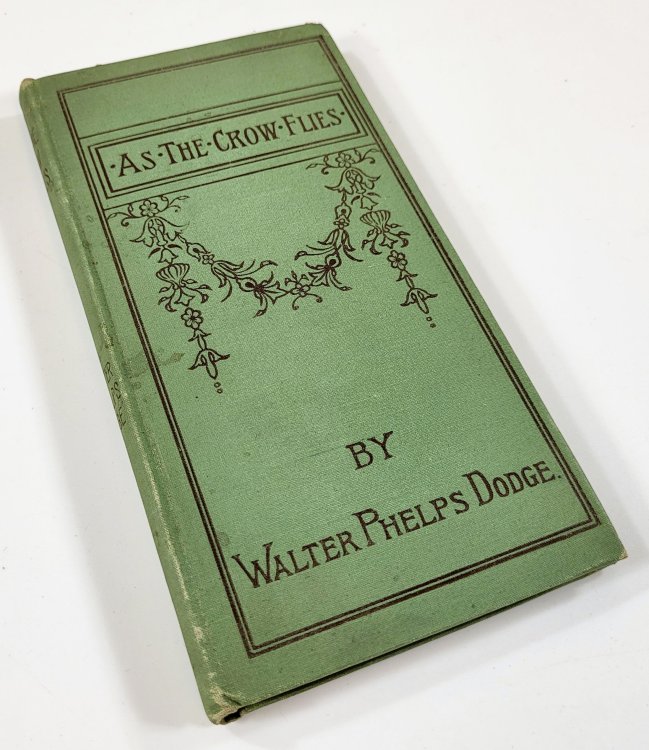 ·AS·THE·CROW·FLIES·
BY
WALTER PHELPS DODGE.